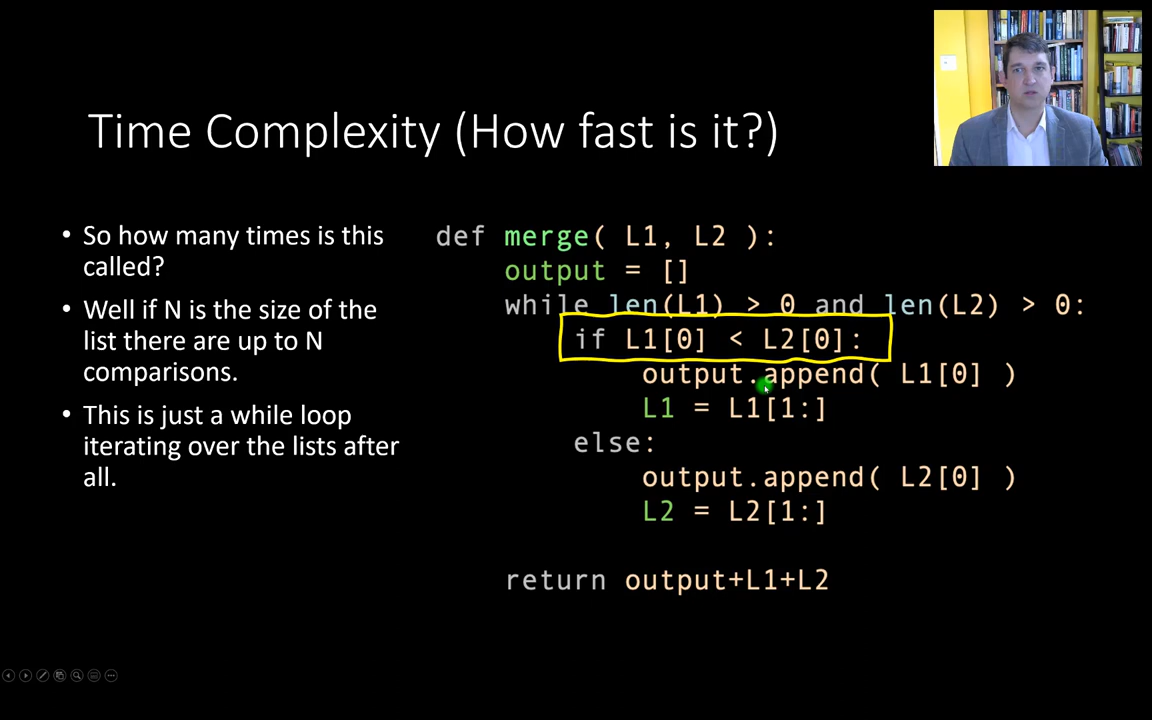 Time Complexity (How fast is it?)
• So how many times is this
called?
• Well if N is the size of the
list there are up to N
comparisons.
• This is just a while loop
iterating over the lists after
all.
def merge( L1, L2 ):
output = []
while len(L1) > 0 and len(L2) > 0:
if L1[0] < L2[0]:
output.append( L1[0] )
L1 = L1[1:]
else:
output.append( L2[0] )
L2 = L2[1:]
return output+L1+L2